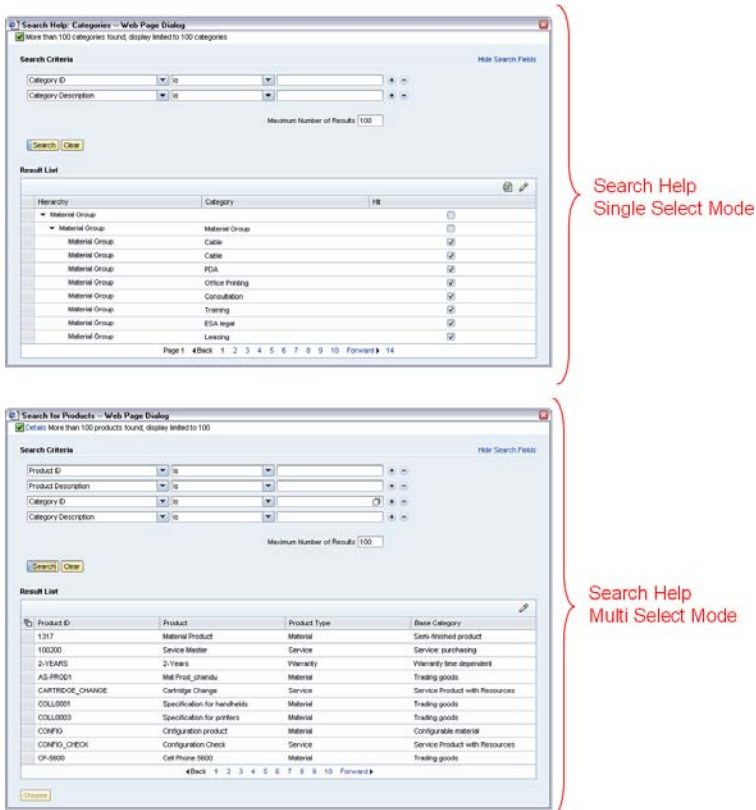 Search Help: Categories -- Web Page Dialog
More than 100 categories found; display limited to 100 categories
Search Criteria Hide Search Fields
Category ID is
Category Description is
Maximum Number of Results 100
Search Clear
Result List
Hierarchy Category Hit
Material Group
Material Group Material Group
Material Group Cable
Material Group Cable
Material Group PDA
Material Group Office Printing
Material Group Consultation
Material Group Training
Material Group ESA legal
Material Group Leasing
Page 1 Back 1 2 3 4 5 6 7 8 9 10 Forward 14
Search Help
Single Select Mode
Search for Products -- Web Page Dialog
Details More than 100 products found; display limited to 100
Search Criteria Hide Search Fields
Product ID is
Product Description is
Category ID is
Category Description is
Maximum Number of Results 100
Search Clear
Result List
Product ID Product Product Type Base Category
1317 Material Product Material Semi-finished product
100200 Sevice Master Service Service: purchasing
2-YEARS 2-Years Warranty Warranty time dependent
AS-PROD1 Mat Prod_chandu Material Trading goods
CARTRIDGE_CHANGE Cartridge Change Service Service Product with Resources
COLL0001 Specification for handhelds Material Trading goods
COLL0003 Specification for printers Material Trading goods
CONFIG Cinfiguration product Material Configurable material
CONFIG_CHECK Configuration Check Service Service Product with Resources
CP-5600 Cell Phone 5600 Material Trading goods
Back 1 2 3 4 5 6 7 8 9 10 Forward
Choose
Search Help
Multi Select Mode